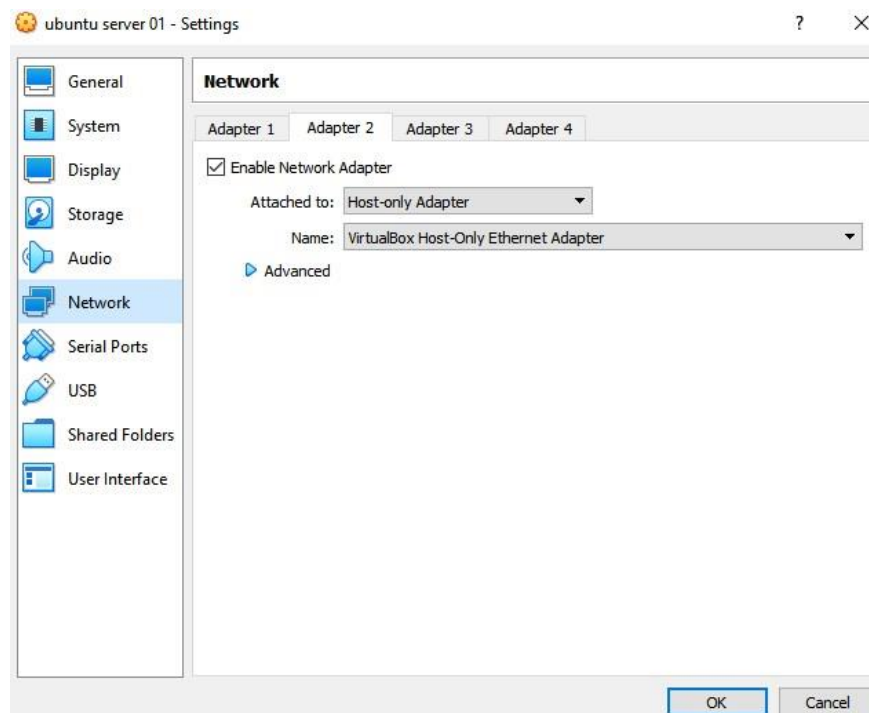 ubuntu server 01 - Settings
?
General
System
Display
Storage
Audio
Network
Serial Ports
USB
Shared Folders
User Interface
Network
Adapter 1 Adapter 2 Adapter 3 Adapter 4
Enable Network Adapter
Attached to: Host-only Adapter
Name: VirtualBox Host-Only Ethernet Adapter
Advanced
OK Cancel